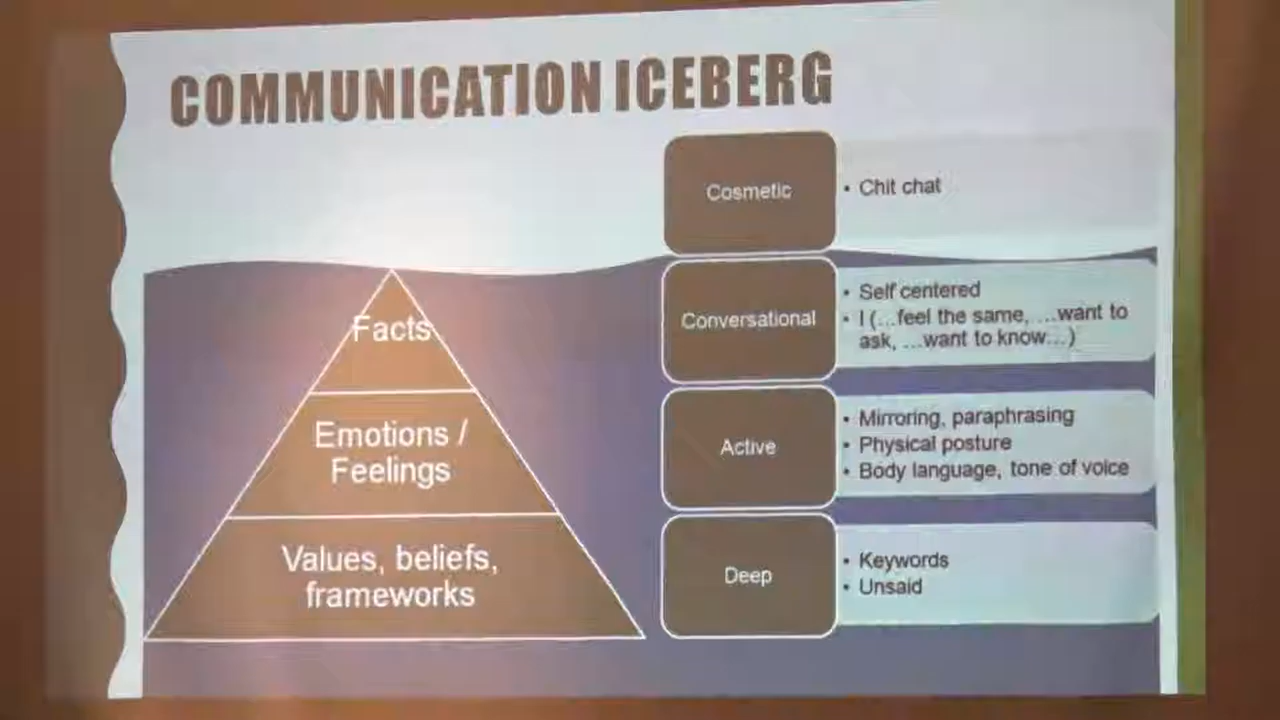 COMMUNICATION ICEBERG
Facts
Emotions /
Feelings
Values, beliefs,
frameworks
Cosmetic
• Chit chat
Conversational
• Self centered
• I (...feel the same, ...want to
ask, ...want to know...)
Active
• Mirroring, paraphrasing
• Physical posture
• Body language, tone of voice
Deep
• Keywords
• Unsaid